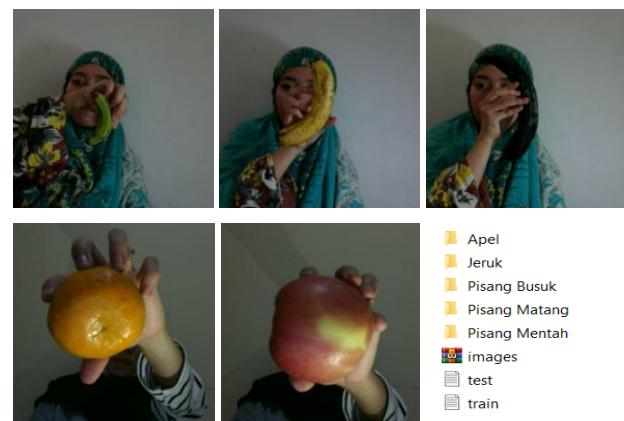 Apel
Jeruk
Pisang Busuk
Pisang Matang
Pisang Mentah
images
test
train